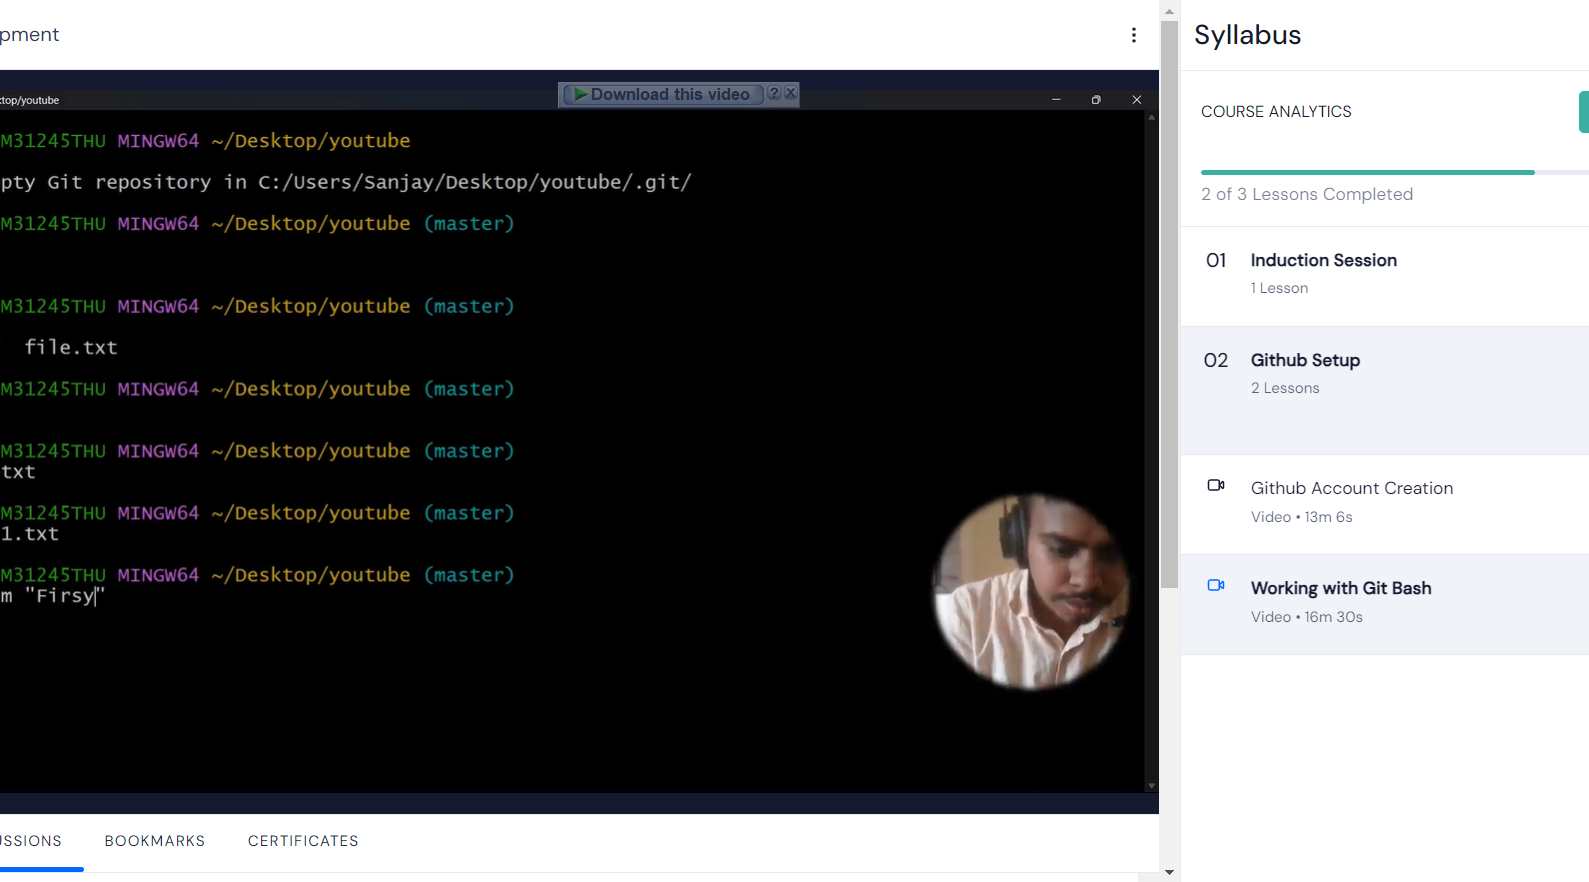 pment
top/youtube
Download this video
M31245THU MINGW64 ~/Desktop/youtube
pty Git repository in C:/Users/Sanjay/Desktop/youtube/.git/
M31245THU MINGW64 ~/Desktop/youtube (master)
M31245THU MINGW64 ~/Desktop/youtube (master)
file.txt
M31245THU MINGW64 ~/Desktop/youtube (master)
M31245THU MINGW64 ~/Desktop/youtube (master)
txt
M31245THU MINGW64 ~/Desktop/youtube (master)
1.txt
M31245THU MINGW64 ~/Desktop/youtube (master)
m "Firsy"
USSIONS
BOOKMARKS
CERTIFICATES
Syllabus
COURSE ANALYTICS
2 of 3 Lessons Completed
01 Induction Session
1 Lesson
02 Github Setup
2 Lessons
Github Account Creation
Video • 13m 6s
Working with Git Bash
Video • 16m 30s